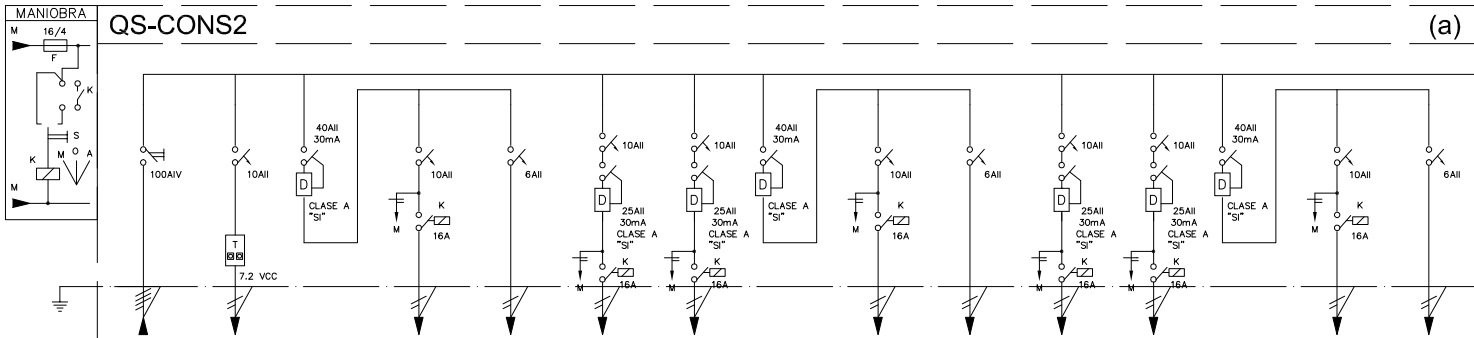 MANIOBRA
M
16/4
F
K
S
K
M
O
A
M
QS-CONS2
(a)
100AIV
10AII
T
7.2 VCC
40AII
30mA
D
CLASE A
"SI"
10AII
M
K
16A
6AII
10AII
D
25AII
30mA
CLASE A
"SI"
M
K
16A
10AII
D
25AII
30mA
CLASE A
"SI"
M
K
16A
40AII
30mA
D
CLASE A
"SI"
10AII
M
K
16A
6AII
10AII
D
25AII
30mA
CLASE A
"SI"
M
K
16A
10AII
D
25AII
30mA
CLASE A
"SI"
M
K
16A
40AII
30mA
D
CLASE A
"SI"
10AII
M
K
16A
6AII